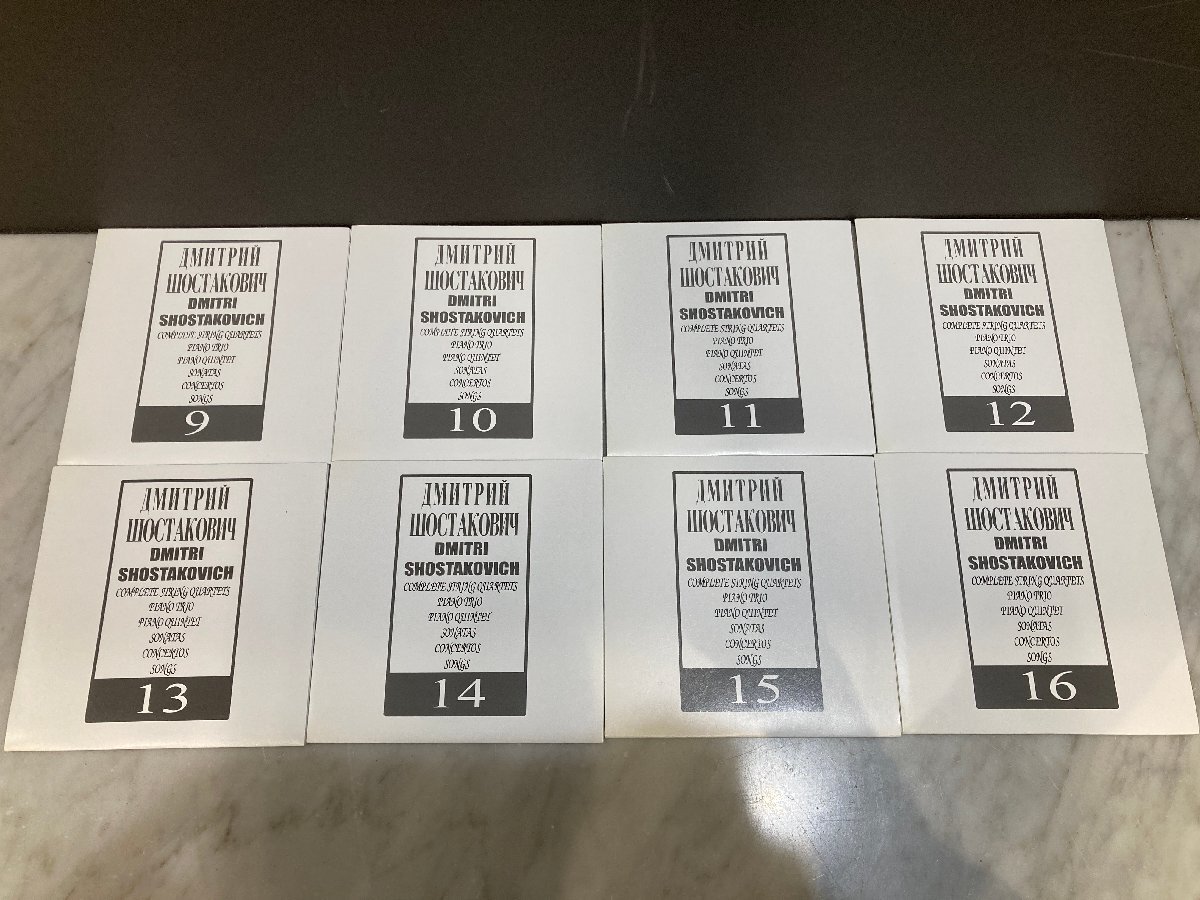 ДМИТРИЙ
ШОСТАКОВИЧ
DMITRI
SHOSTAKOVICH
COMPLETE STRING QUARTETS
PIANO TRIO
PIANO QUINTET
SONATAS
CONCERTOS
SONGS
9
ДМИТРИЙ
ШОСТАКОВИЧ
DMITRI
SHOSTAKOVICH
COMPLETE STRING QUARTETS
PIANO TRIO
PIANO QUINTET
SONATAS
CONCERTOS
SONGS
10
ДМИТРИЙ
ШОСТАКОВИЧ
DMITRI
SHOSTAKOVICH
COMPLETE STRING QUARTETS
PIANO TRIO
PIANO QUINTET
SONATAS
CONCERTOS
SONGS
11
ДМИТРИЙ
ШОСТАКОВИЧ
DMITRI
SHOSTAKOVICH
COMPLETE STRING QUARTETS
PIANO TRIO
PIANO QUINTET
SONATAS
CONCERTOS
SONGS
12
ДМИТРИЙ
ШОСТАКОВИЧ
DMITRI
SHOSTAKOVICH
COMPLETE STRING QUARTETS
PIANO TRIO
PIANO QUINTET
SONATAS
CONCERTOS
SONGS
13
ДМИТРИЙ
ШОСТАКОВИЧ
DMITRI
SHOSTAKOVICH
COMPLETE STRING QUARTETS
PIANO TRIO
PIANO QUINTET
SONATAS
CONCERTOS
SONGS
14
ДМИТРИЙ
ШОСТАКОВИЧ
DMITRI
SHOSTAKOVICH
COMPLETE STRING QUARTETS
PIANO TRIO
PIANO QUINTET
SONATAS
CONCERTOS
SONGS
15
ДМИТРИЙ
ШОСТАКОВИЧ
DMITRI
SHOSTAKOVICH
COMPLETE STRING QUARTETS
PIANO TRIO
PIANO QUINTET
SONATAS
CONCERTOS
SONGS
16